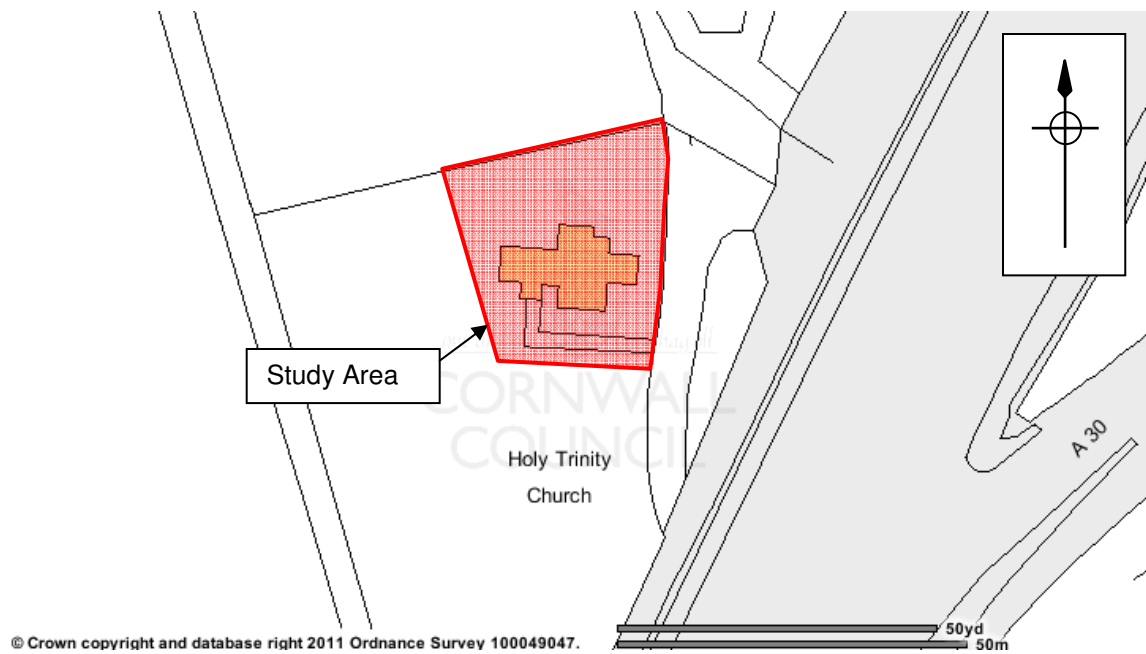 Study Area
CORNWALL
COUNCIL
Holy Trinity
Church
A 30
50yd
50m
© Crown copyright and database right 2011 Ordnance Survey 100049047.